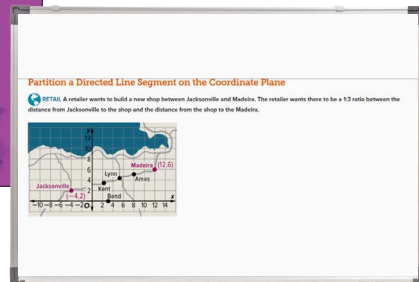 Partition a Directed Line Segment on the Coordinate Plane
RETAIL A retailer wants to build a new shop between Jacksonville and Madeira. The retailer wants there to be a 1:3 ratio between the
distance from Jacksonville to the shop and the distance from the shop to the Madeira.
y
12
10
8
Madeira (12,6)
6
Lynn
4
Ames
Jacksonville
2
Kent
(−4,2)
Bend
x
−10 −8 −6 −4 −2 O 2 4 6 8 10 12 14